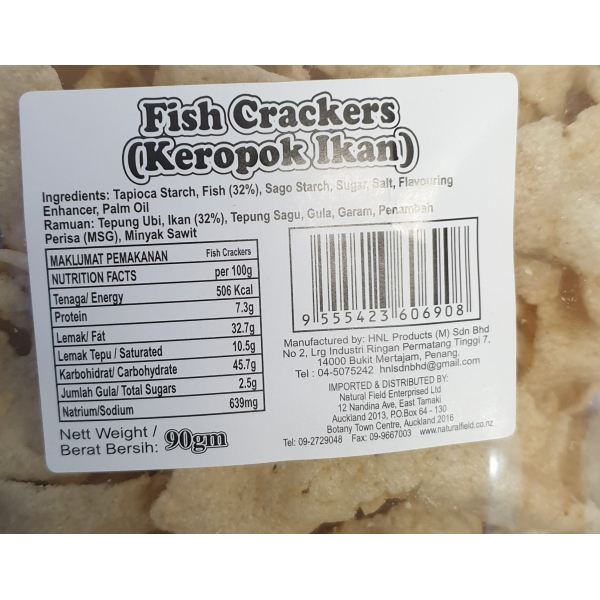 Fish Crackers
(Keropok Ikan)
Ingredients: Tapioca Starch, Fish (32%), Sago Starch, Sugar, Salt, Flavouring
Enhancer, Palm Oil
Ramuan: Tepung Ubi, Ikan (32%), Tepung Sagu, Gula, Garam, Penambah
Perisa (MSG), Minyak Sawit
MAKLUMAT PEMAKANAN Fish Crackers
NUTRITION FACTS per 100g
Tenaga/ Energy 506 Kcal
Protein 7.3g
Lemak/ Fat 32.7g
Lemak Tepu / Saturated 10.5g
Karbohidrat/ Carbohydrate 45.7g
Jumlah Gula/ Total Sugars 2.5g
Natrium/Sodium 639mg
Nett Weight /
Berat Bersih: 90gm
9 555423 606908
Manufactured by: HNL Products (M) Sdn Bhd
No 2, Lrg Industri Ringan Permatang Tinggi 7,
14000 Bukit Mertajam, Penang.
Tel : 04-5075242 hnlsdnbhd@gmail.com
IMPORTED & DISTRIBUTED BY:
Natural Field Enterprised Ltd
12 Nandina Ave, East Tamaki
Auckland 2013, P.O.Box 64 - 130
Botany Town Centre, Auckland 2016
Tel: 09-2729048 Fax: 09-9667003 www.naturalfield.co.nz